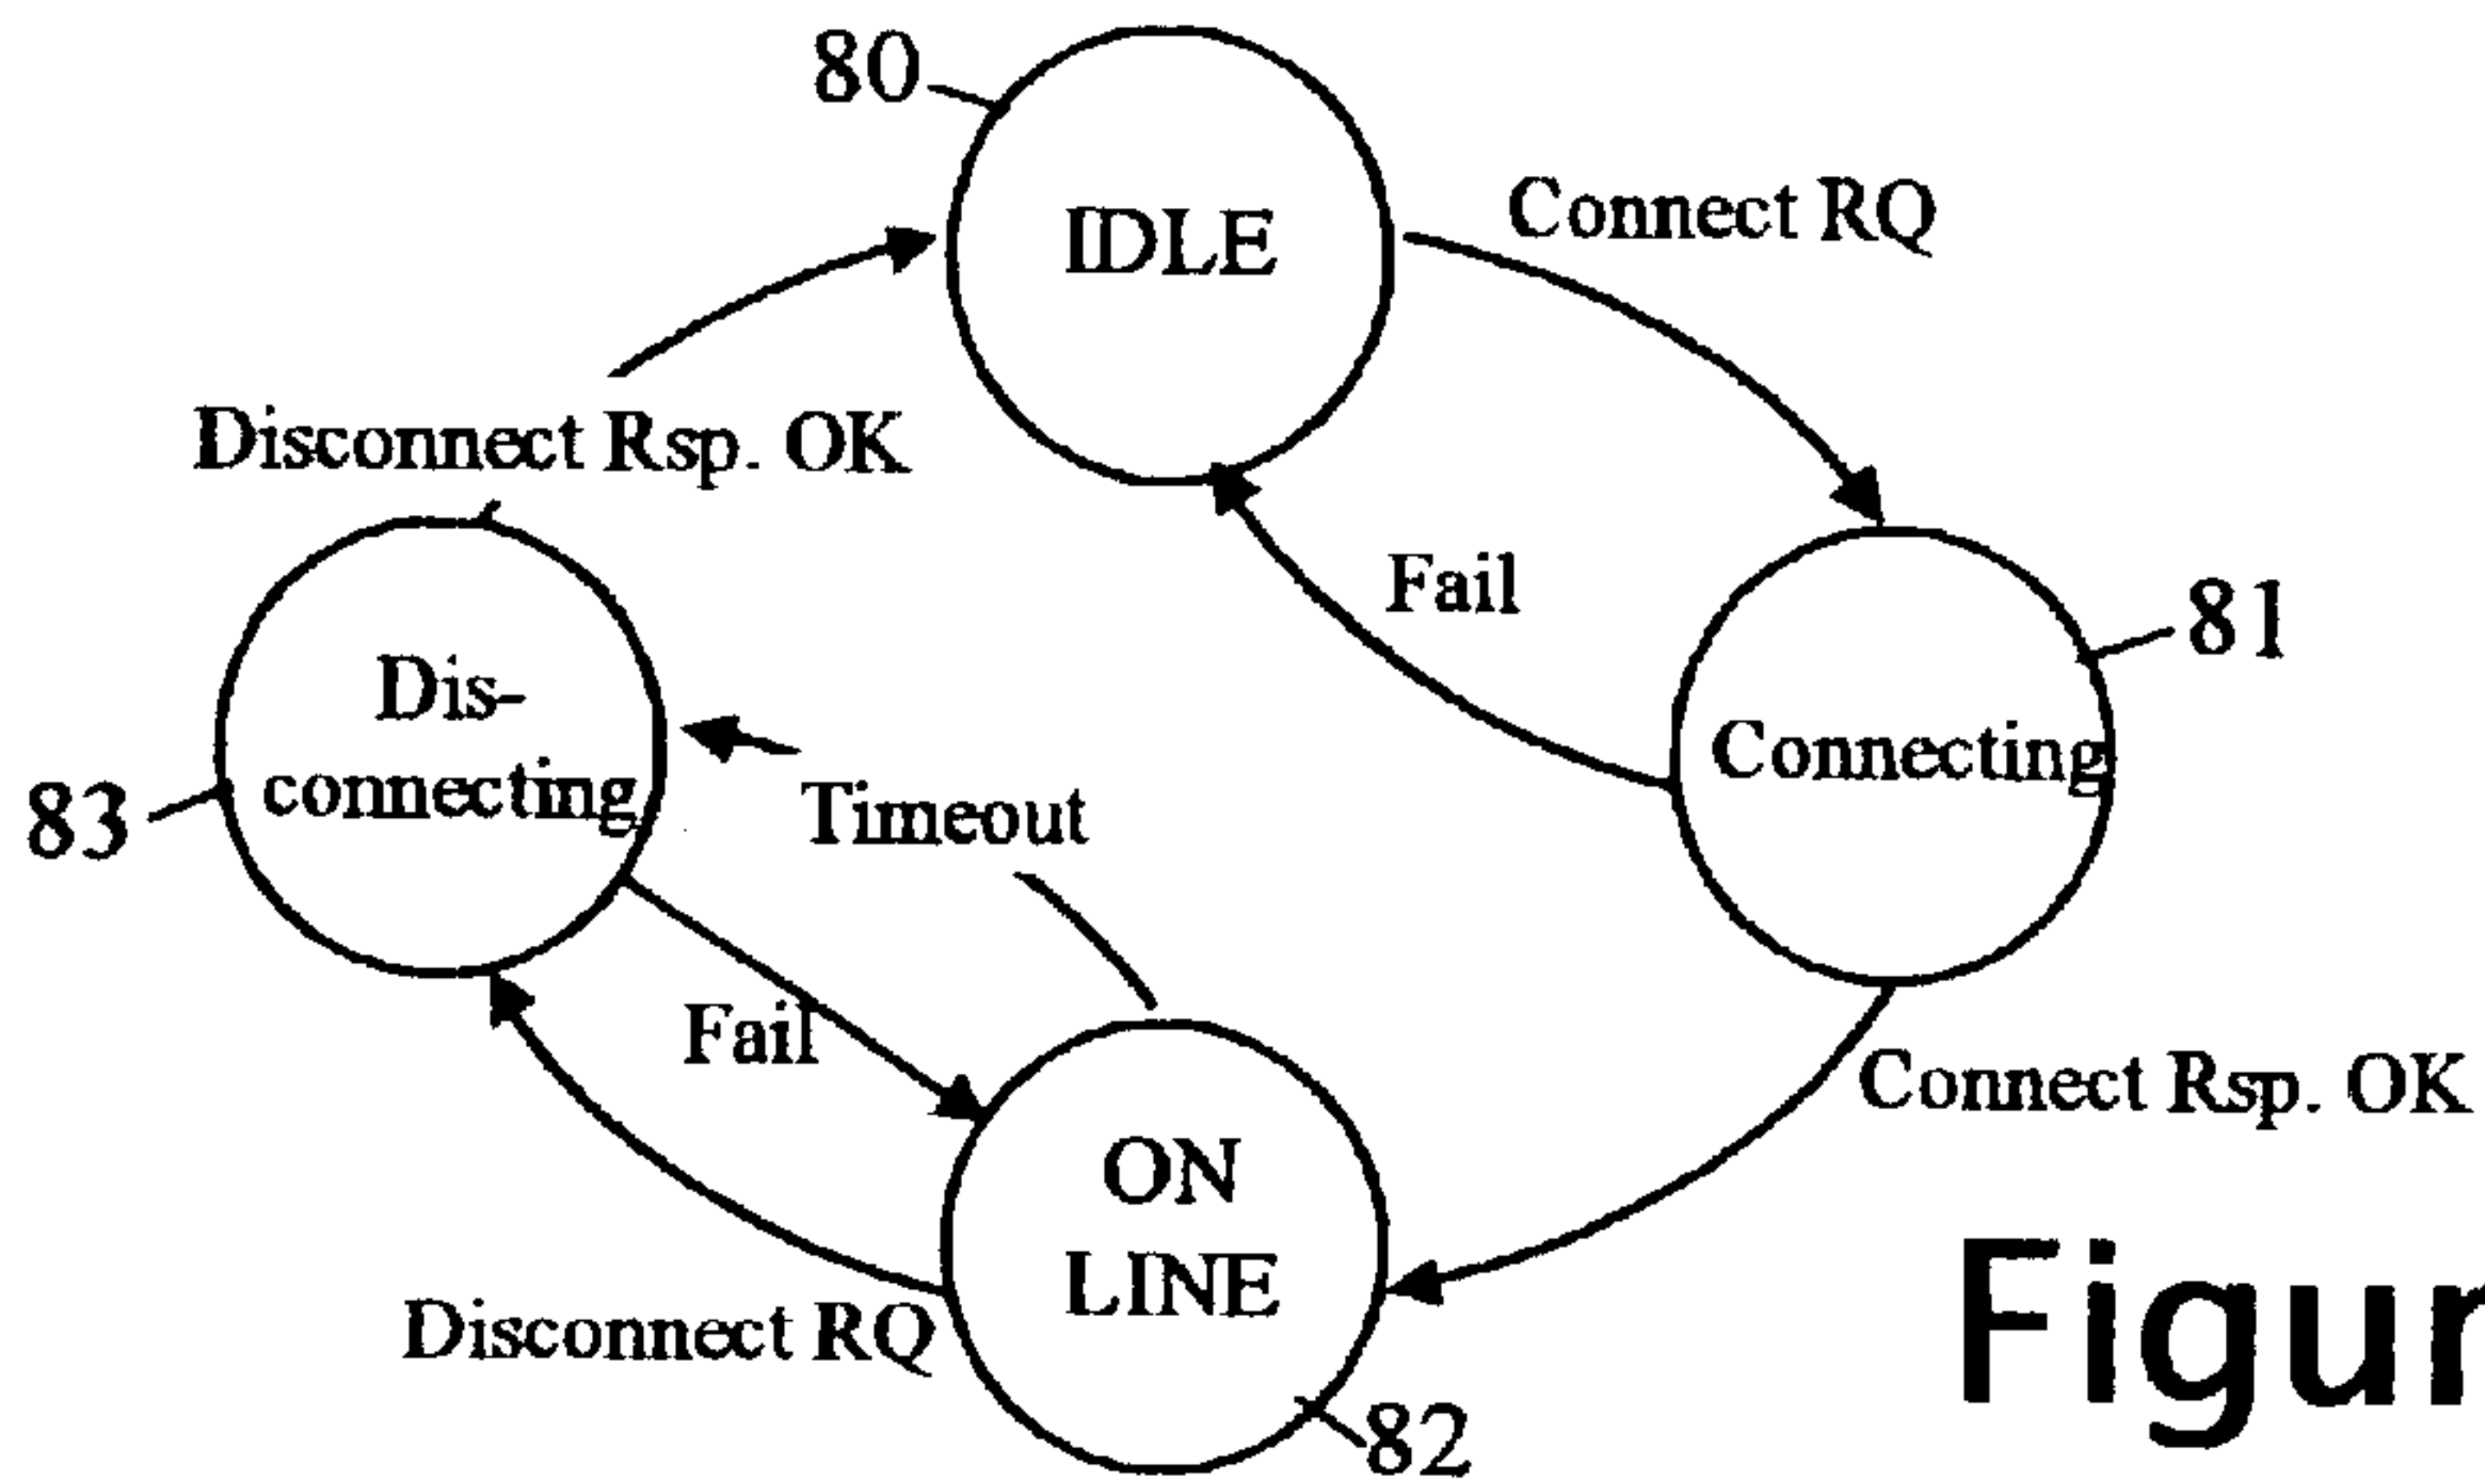 80
IDLE
Connect RQ
Disconnect Rsp. OK
Fail
81
Connecting
Dis-
connecting
83
Timeout
Fail
Connect Rsp. OK
ON
LINE
Disconnect RQ
82
Figur